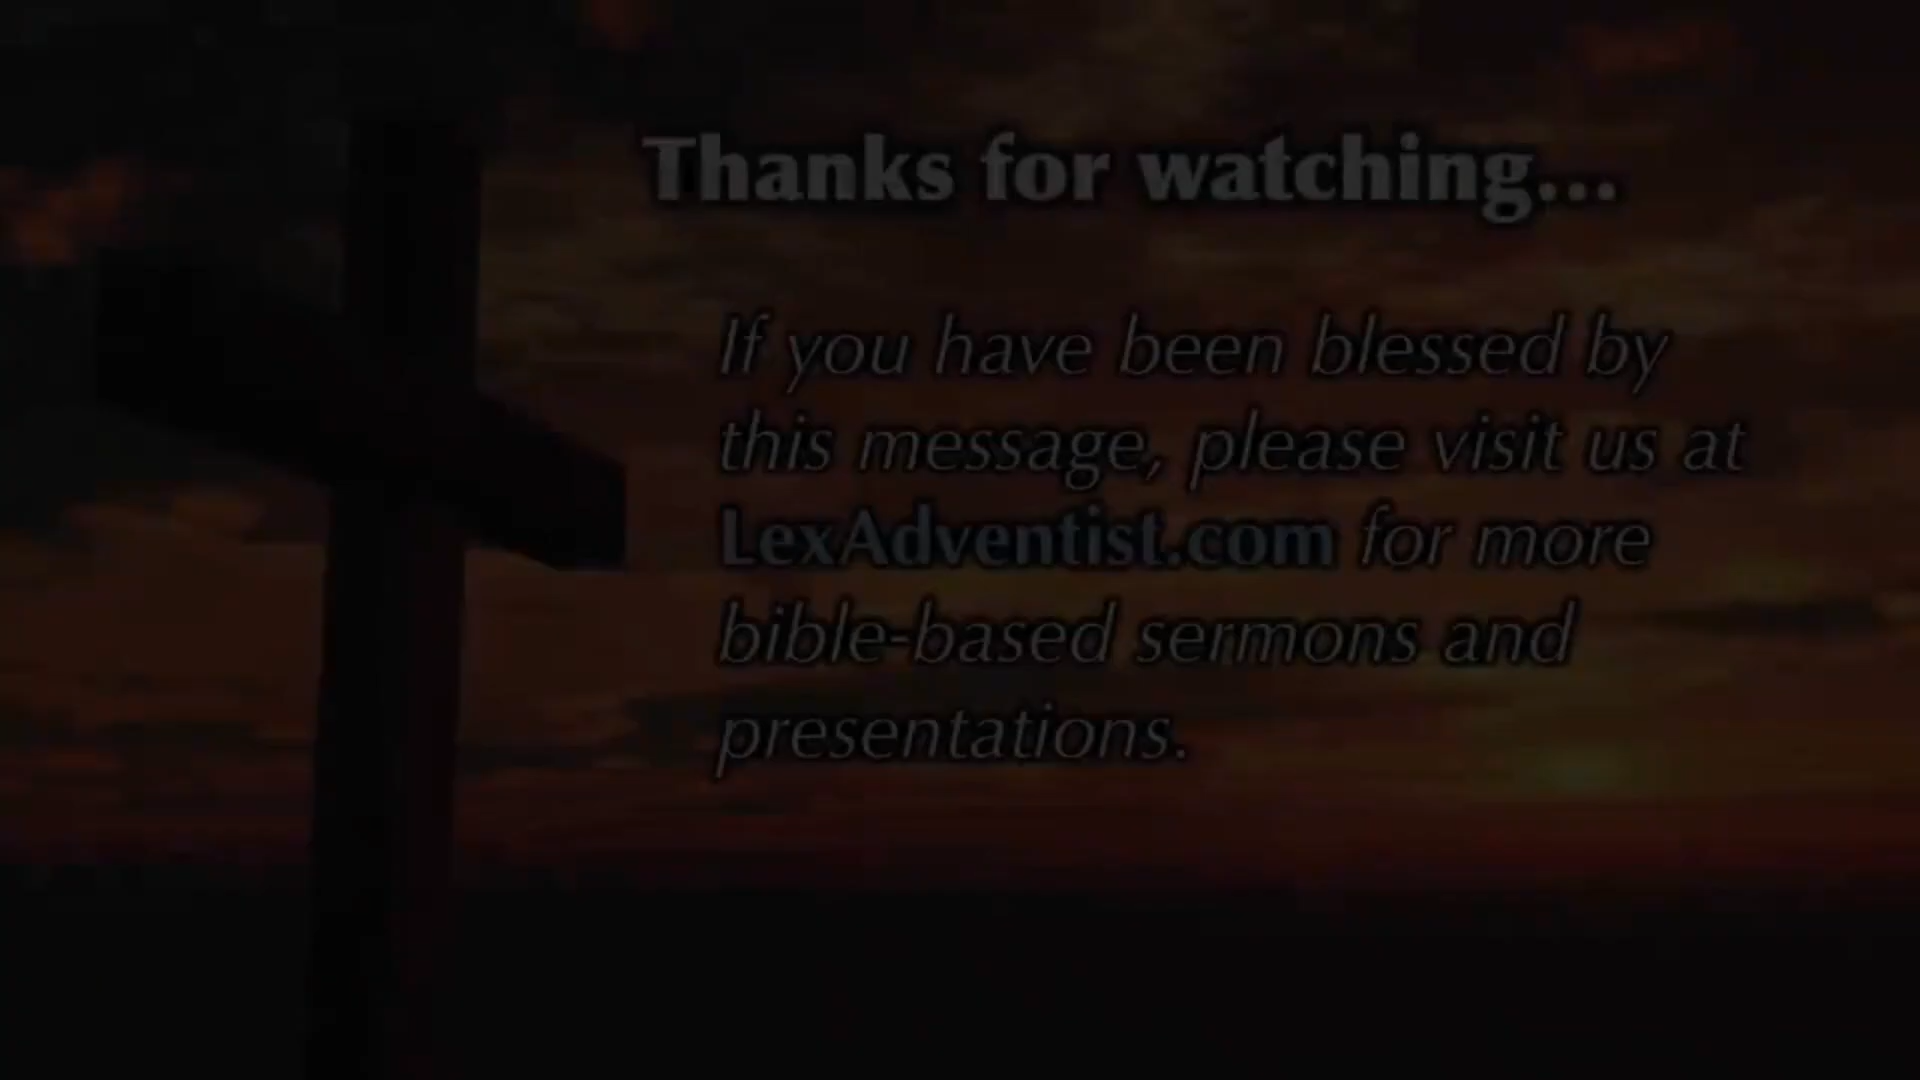 Thanks for watching...
If you have been blessed by
this message, please visit us at
LexAdventist.com for more
bible-based sermons and
presentations.